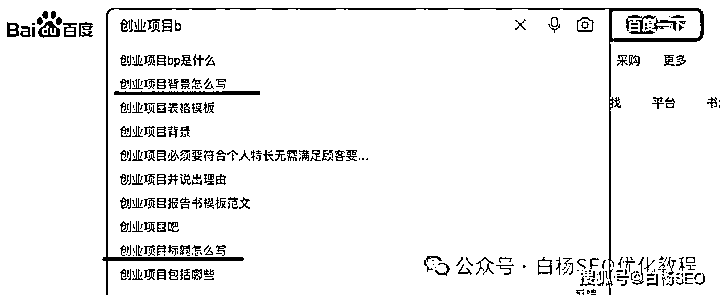 Bai百度
创业项目b
百度一下
创业项目bp是什么
采购 更多
创业项目背景怎么写
创业项目表格模板
找 平台
创业项目背景
创业项目必须要符合个人特长无需满足顾客要...
创业项目并说出理由
创业项目报告书模板范文
创业项目吧
创业项目标题怎么写
公众号·白杨SEO优化教程
创业项目包括哪些
搜狐号@白杨SEO